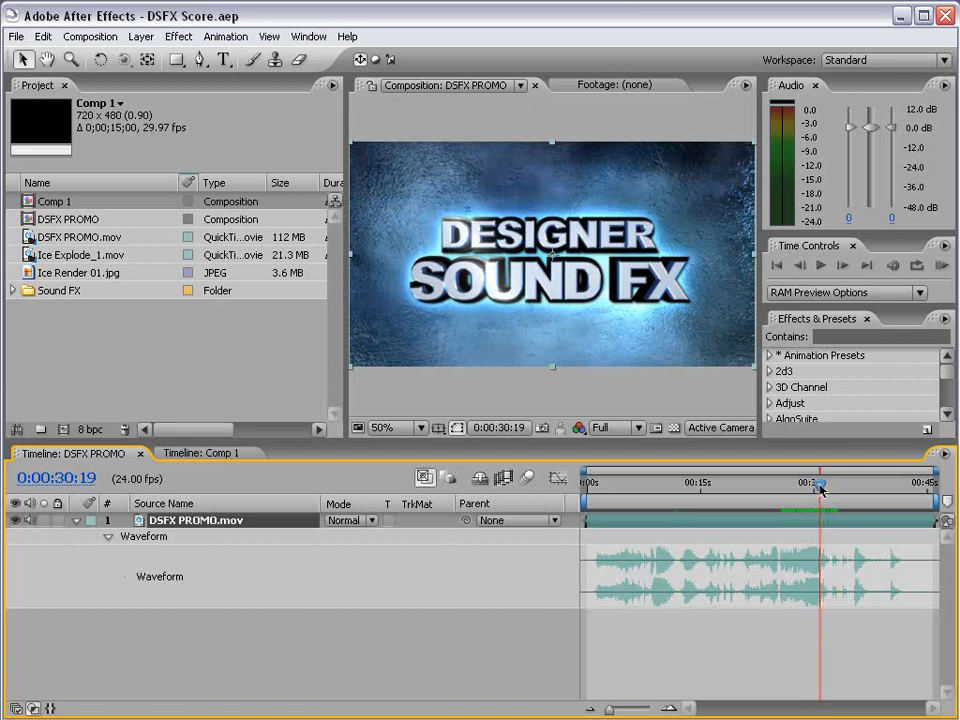 Adobe After Effects - DSFX Score.aep
File Edit Composition Layer Effect Animation View Window Help
Workspace: Standard
Project
Composition: DSFX PROMO
Footage: (none)
Audio
Comp 1
720 x 480 (0.90)
Δ 0;00;15;00, 29.97 fps
Name Type Size Dura
Comp 1 Composition
DSFX PROMO Composition
DSFX PROMO.mov QuickTi...ovie 112 MB
Ice Explode_1.mov QuickTi...ovie 21.3 MB
Ice Render 01.jpg JPEG 3.6 MB
Sound FX Folder
8 bpc
DESIGNER
SOUND FX
50% 0:00:30:19 Full Active Camera
0.0
-3.0
-6.0
-9.0
-12.0
-15.0
-18.0
-21.0
-24.0
12.0 dB
0.0 dB
-12.0
-24.0
-36.0
-48.0 dB
0 0
Time Controls
RAM Preview Options
Effects & Presets
Contains:
* Animation Presets
2d3
3D Channel
Adjust
AlgoSuite
Timeline: DSFX PROMO
Timeline: Comp 1
0:00:30:19 (24.00 fps)
:00s 00:15s 00:3 00:45s
# Source Name Mode T TrkMat Parent
1 DSFX PROMO.mov Normal None
Waveform
Waveform